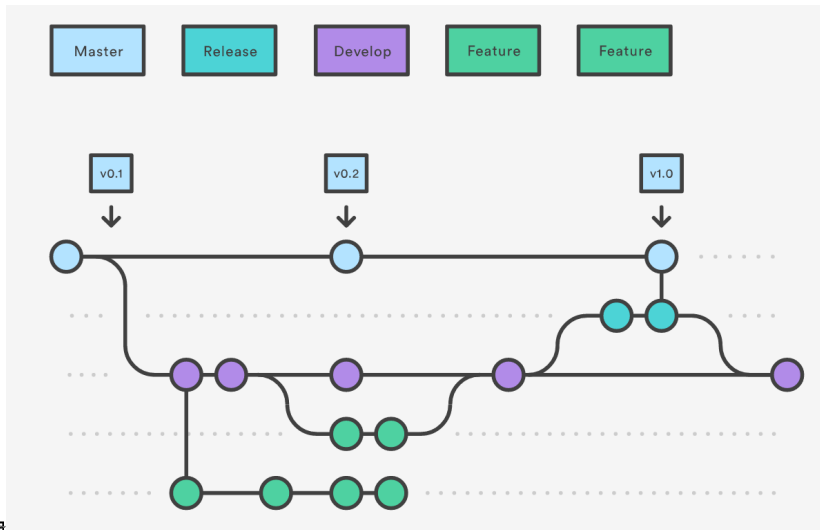 Master
Release
Develop
Feature
Feature
v0.1
v0.2
v1.0